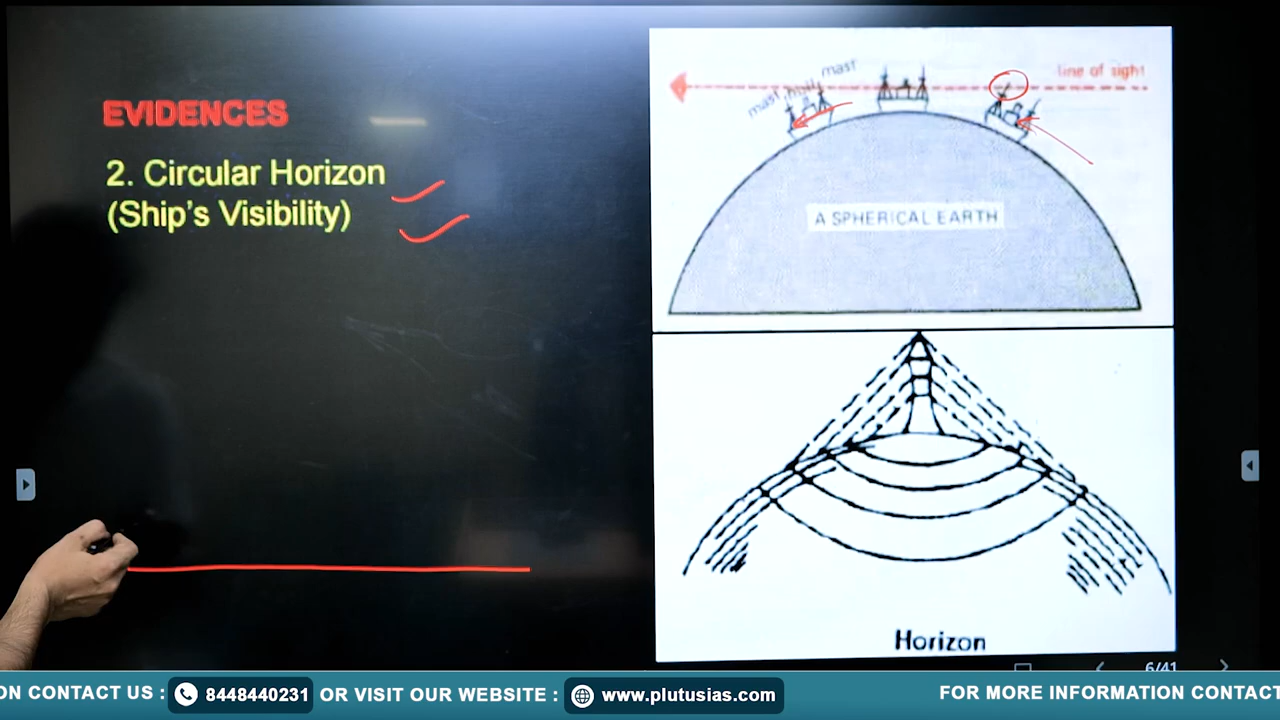 EVIDENCES
2. Circular Horizon
(Ship's Visibility)
mast
mast
line of sight
A SPHERICAL EARTH
Horizon
6/41
ON CONTACT US : 8448440231 OR VISIT OUR WEBSITE : www.plutusias.com FOR MORE INFORMATION CONTACT